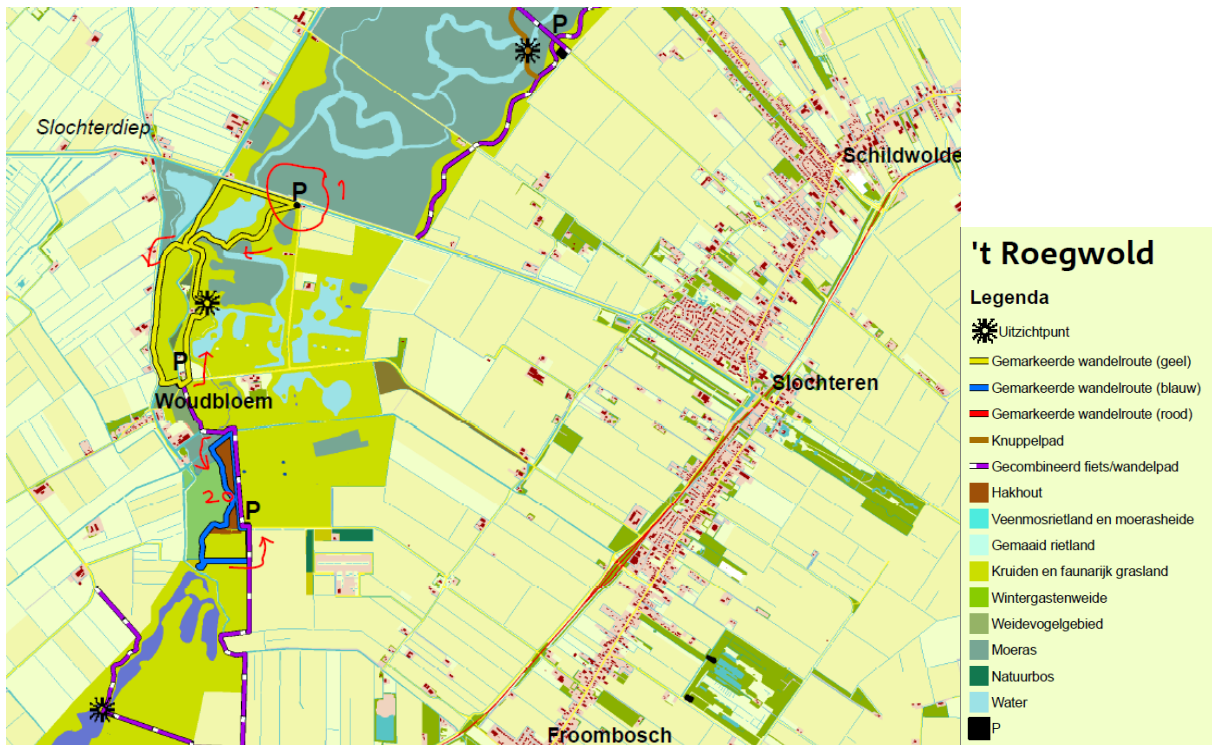 P
Slochterdiep
Schildwolde
P
1
P
Woudbloem
Slochteren
20
P
Froombosch
't Roegwold
Legenda
Uitzichtpunt
Gemarkeerde wandelroute (geel)
Gemarkeerde wandelroute (blauw)
Gemarkeerde wandelroute (rood)
Knuppelpad
Gecombineerd fiets/wandelpad
Hakhout
Veenmosrietland en moerasheide
Gemaaid rietland
Kruiden en faunarijk grasland
Wintergastenweide
Weidevogelgebied
Moeras
Natuurbos
Water
P